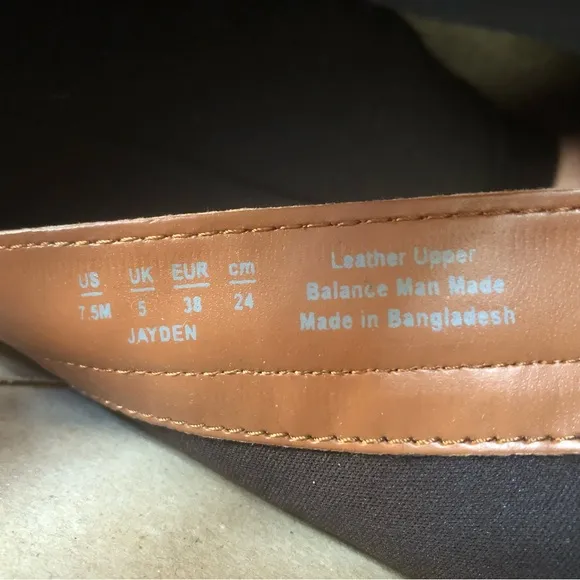 US UK EUR cm
7.5M 5 38 24
JAYDEN
Leather Upper
Balance Man Made
Made in Bangladesh